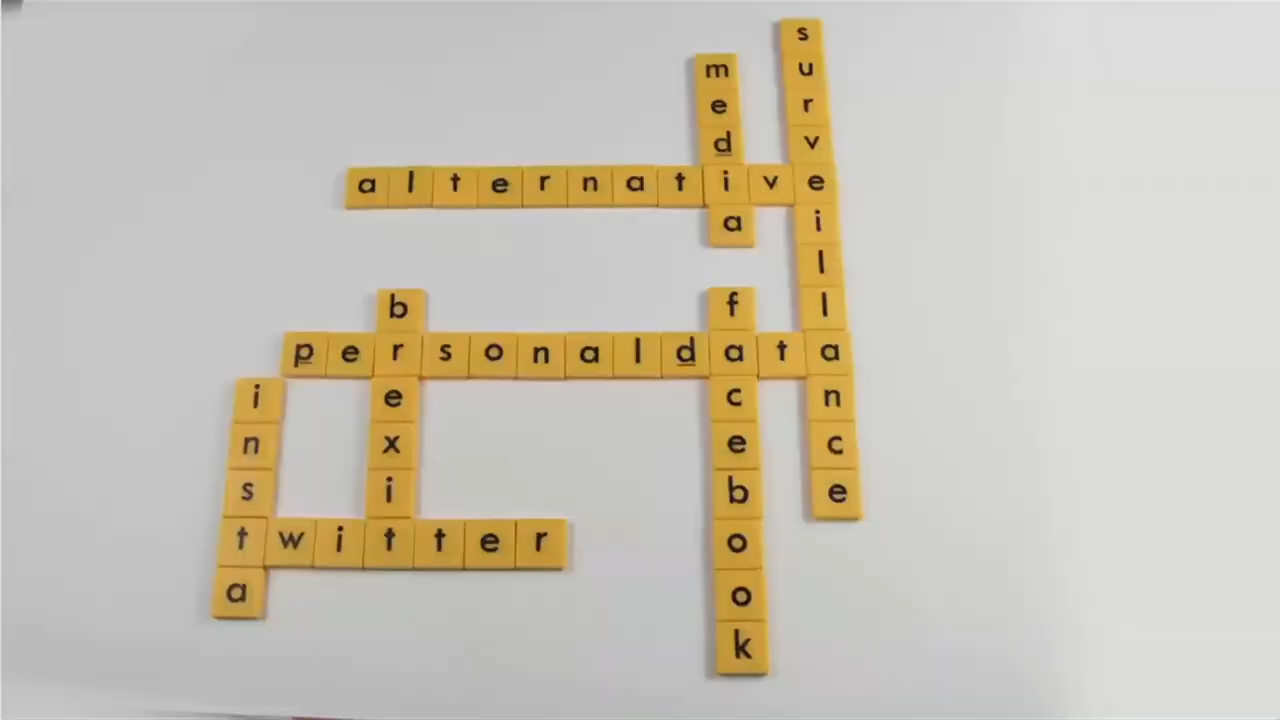 surveillance
media
alternative
brexit
facebook
personaldata
insta
twitter